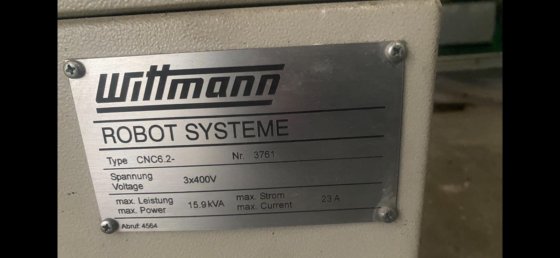 Wittmann
ROBOT SYSTEME
Type CNC6.2- Nr. 3761
Spannung
Voltage 3x400V
max. Leistung
max. Power 15.9kVA max. Strom
max. Current 23 A
Abruf: 4564